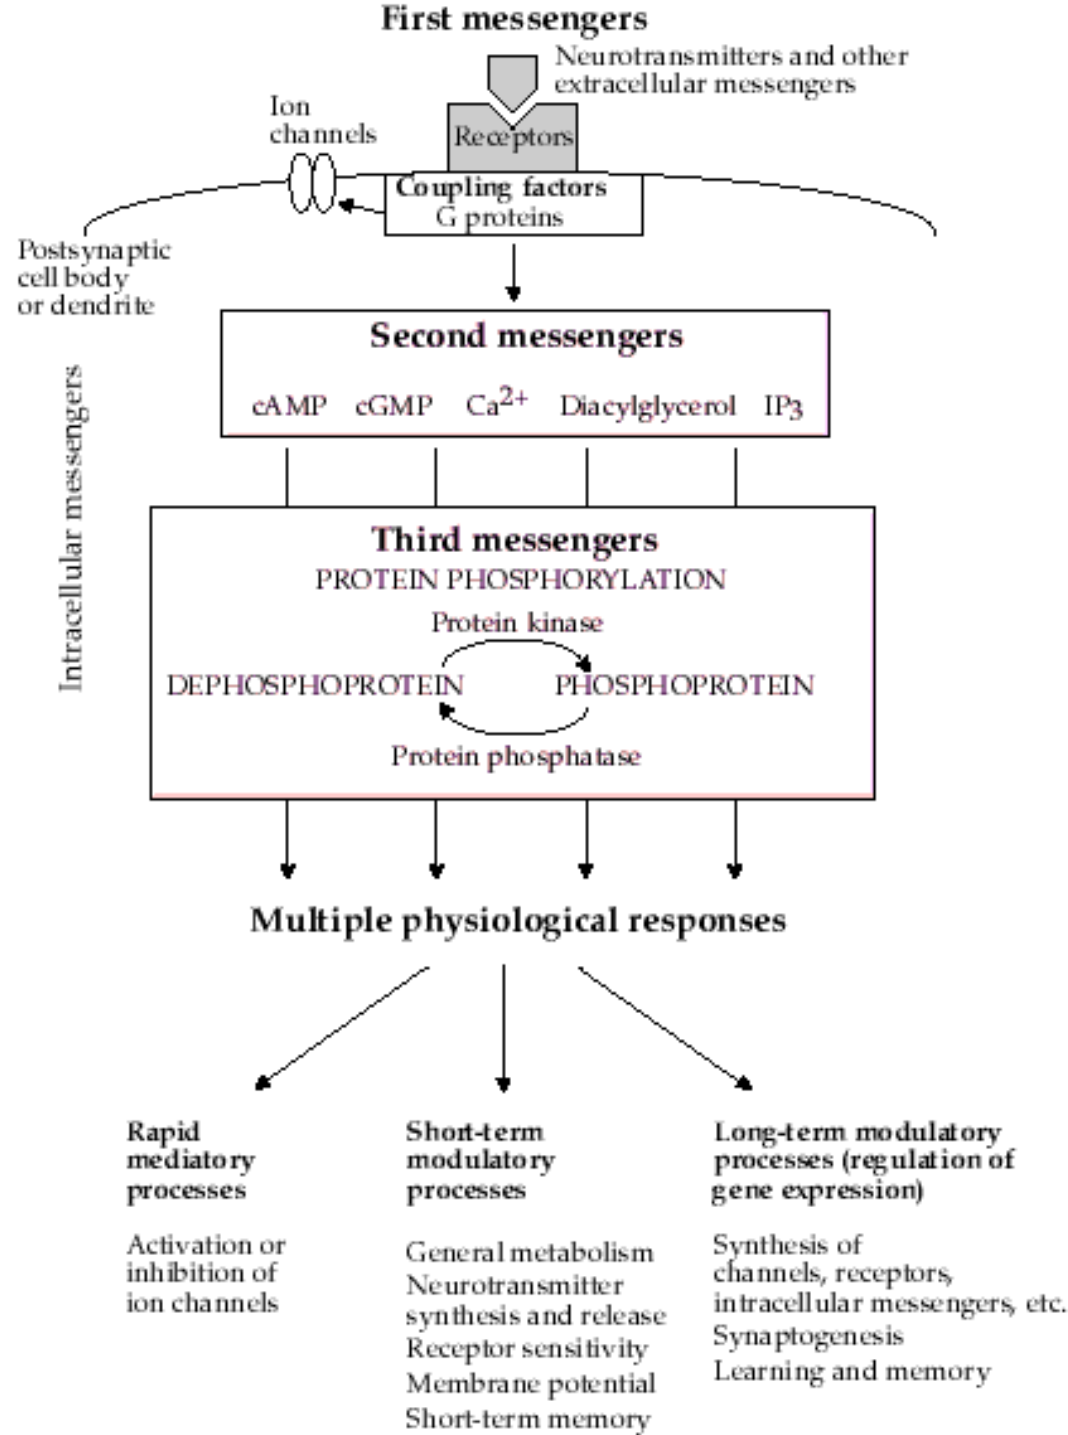 First messengers
Neurotransmitters and other
extracellular messengers
Ion
channels
Receptors
Coupling factors
G proteins
Postsynaptic
cell body
or dendrite
Intracellular messengers
Second messengers
cAMP cGMP Ca2+ Diacylglycerol IP3
Third messengers
PROTEIN PHOSPHORYLATION
Protein kinase
DEPHOSPHOPROTEIN PHOSPHOPROTEIN
Protein phosphatase
Multiple physiological responses
Rapid
mediatory
processes
Activation or
inhibition of
ion channels
Short-term
modulatory
processes
General metabolism
Neurotransmitter
synthesis and release
Receptor sensitivity
Membrane potential
Short-term memory
Long-term modulatory
processes (regulation of
gene expression)
Synthesis of
channels, receptors,
intracellular messengers, etc.
Synaptogenesis
Learning and memory